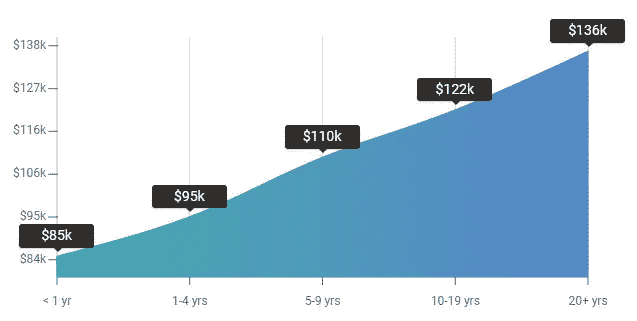 $136k
$138k
$127k
$122k
$116k
$110k
$106k
$95k
$95k
$85k
$84k
< 1 yr
1-4 yrs
5-9 yrs
10-19 yrs
20+ yrs